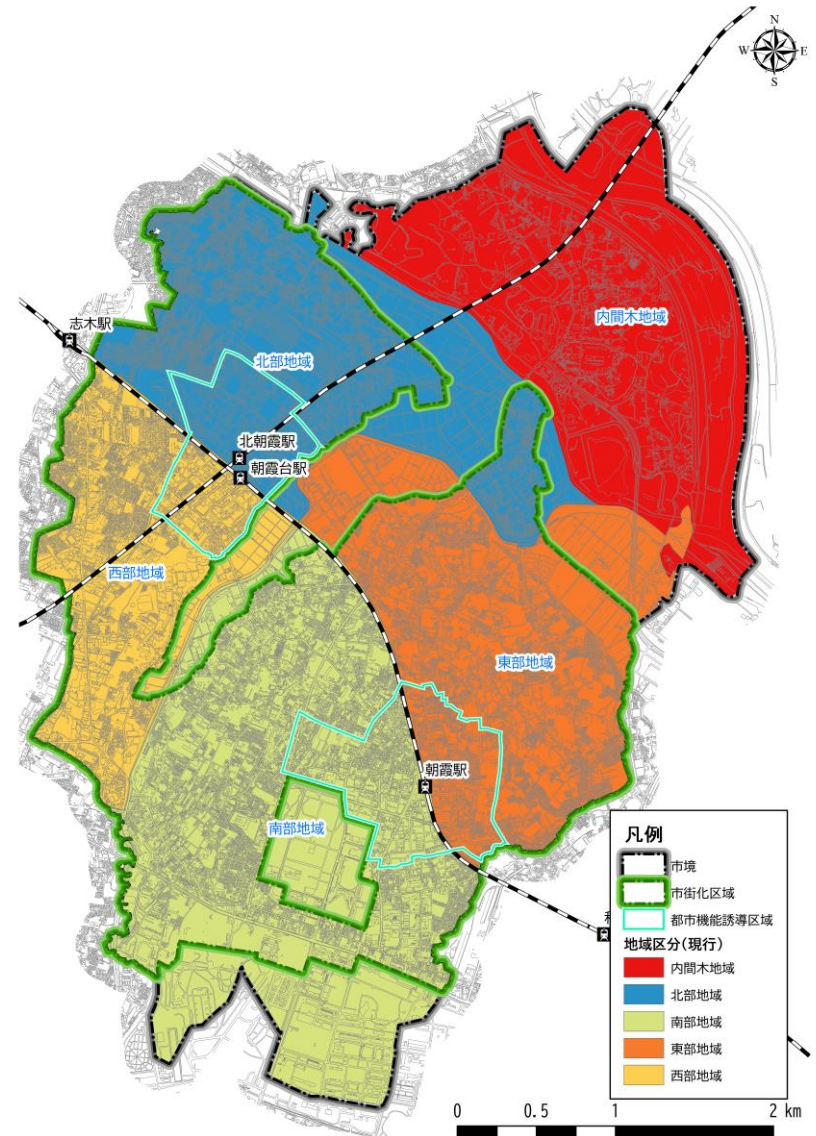 N
W
E
S
志木駅
内間木地域
北部地域
北朝霞駅
朝霞台駅
西部地域
東部地域
朝霞駅
南部地域
凡例
市境
市街化区域
都市機能誘導区域
地域区分(現行)
内間木地域
北部地域
南部地域
東部地域
西部地域
0 0.5 1 2 km